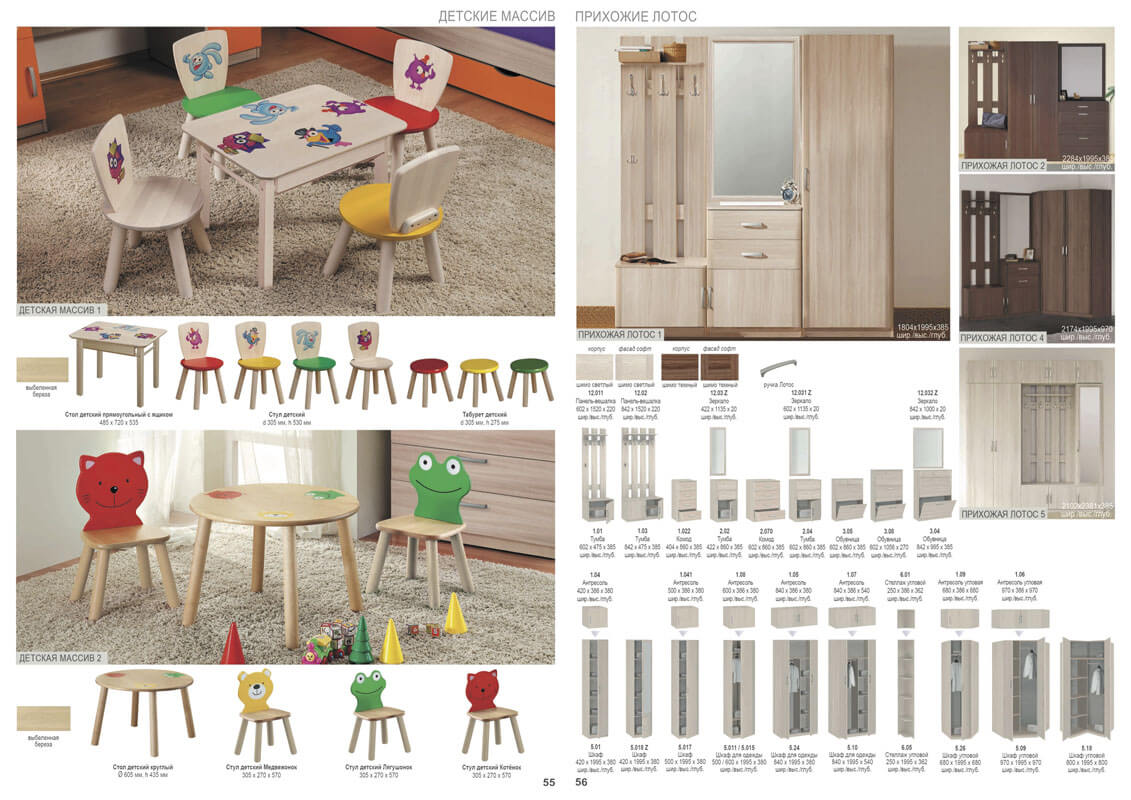 ДЕТСКИЕ МАССИВ
ДЕТСКАЯ МАССИВ 1
выбеленная
береза
Стол детский прямоугольный с ящиком
485 x 720 x 535
Стул детский
d 305 мм, h 530 мм
Табурет детский
d 305 мм, h 275 мм
ДЕТСКАЯ МАССИВ 2
выбеленная
береза
Стол детский круглый
Ø 605 мм, h 435 мм
Стул детский Медвежонок
305 x 270 x 570
Стул детский Лягушонок
305 x 270 x 570
Стул детский Котёнок
305 x 270 x 570
55
ПРИХОЖИЕ ЛОТОС
ПРИХОЖАЯ ЛОТОС 1
1804x1995x385
шир./выс./глуб.
2284x1995x385
шир./выс./глуб.
ПРИХОЖАЯ ЛОТОС 2
2174x1995x970
шир./выс./глуб.
ПРИХОЖАЯ ЛОТОС 4
2102x2381x385
шир./выс./глуб.
ПРИХОЖАЯ ЛОТОС 5
корпус фасад софт корпус фасад софт
шимо светлый шимо светлый шимо темный шимо темный ручка Лотос
12.011
Панель-вешалка
602 x 1520 x 220
шир./выс./глуб.
12.02
Панель-вешалка
842 x 1520 x 220
шир./выс./глуб.
12.03 Z
Зеркало
422 x 1135 x 20
шир./выс./глуб.
12.031 Z
Зеркало
602 x 1135 x 20
шир./выс./глуб.
12.032 Z
Зеркало
842 x 1000 x 20
шир./выс./глуб.
1.01
Тумба
602 x 475 x 385
шир./выс./глуб.
1.03
Тумба
842 x 475 x 385
шир./выс./глуб.
1.022
Комод
404 x 860 x 385
шир./выс./глуб.
2.02
Тумба
422 x 860 x 385
шир./выс./глуб.
2.070
Комод
602 x 860 x 385
шир./выс./глуб.
2.04
Тумба
602 x 860 x 385
шир./выс./глуб.
3.05
Обувница
602 x 860 x 385
шир./выс./глуб.
3.08
Обувница
602 x 1056 x 270
шир./выс./глуб.
3.04
Обувница
842 x 995 x 385
шир./выс./глуб.
1.04
Антресоль
420 x 386 x 380
шир./выс./глуб.
1.041
Антресоль
500 x 386 x 380
шир./выс./глуб.
1.08
Антресоль
600 x 386 x 380
шир./выс./глуб.
1.05
Антресоль
840 x 386 x 380
шир./выс./глуб.
1.07
Антресоль
840 x 386 x 540
шир./выс./глуб.
6.01
Стеллаж угловой
250 x 386 x 362
шир./выс./глуб.
1.09
Антресоль угловая
680 x 386 x 680
шир./выс./глуб.
1.06
Антресоль угловая
970 x 386 x 970
шир./выс./глуб.
5.01
Шкаф
420 x 1995 x 380
шир./выс./глуб.
5.018 Z
Шкаф
420 x 1995 x 380
шир./выс./глуб.
5.017
Шкаф
500 x 1995 x 380
шир./выс./глуб.
5.011 / 5.015
Шкаф для одежды
500 / 600 x 1995 x 380
шир./выс./глуб.
5.24
Шкаф для одежды
840 x 1995 x 380
шир./выс./глуб.
5.10
Шкаф для одежды
840 x 1995 x 540
шир./выс./глуб.
6.05
Стеллаж угловой
250 x 1995 x 362
шир./выс./глуб.
5.26
Шкаф угловой
680 x 1995 x 680
шир./выс./глуб.
5.09
Шкаф угловой
970 x 1995 x 970
шир./выс./глуб.
5.18
Шкаф угловой
800 x 1995 x 800
шир./выс./глуб.
56